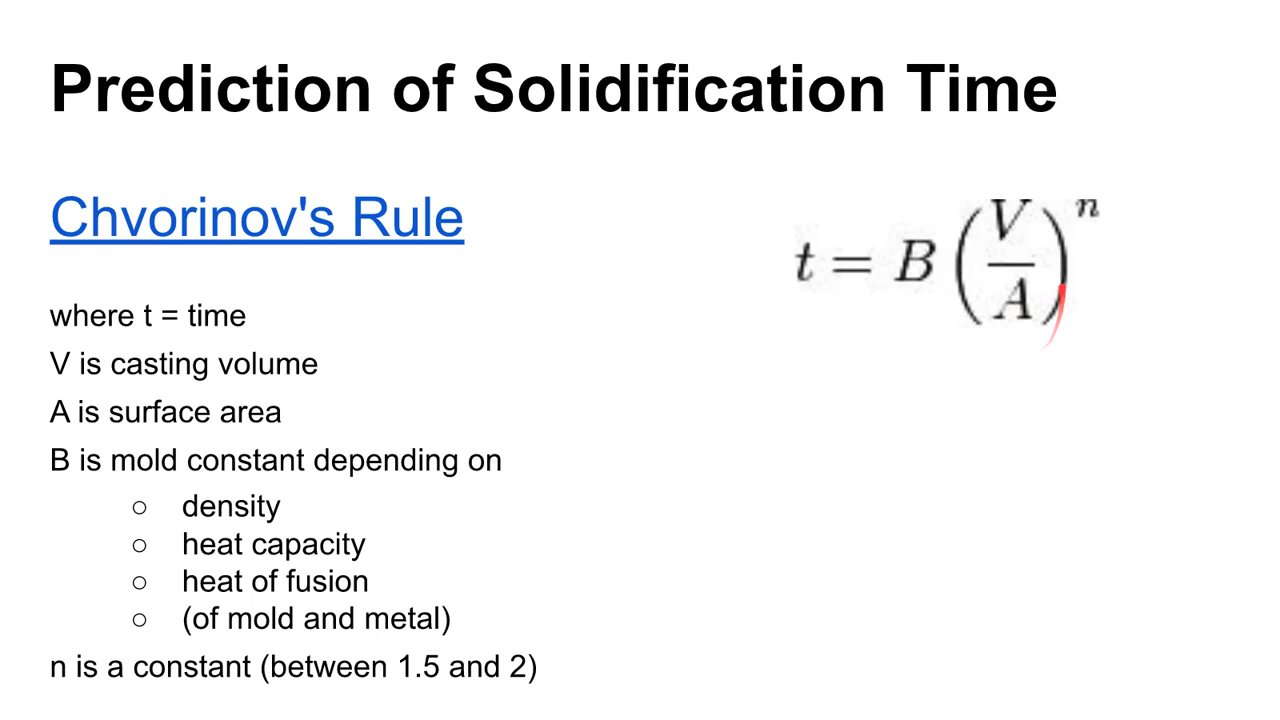 Prediction of Solidification Time
Chvorinov's Rule
t = B (V/A)^n
where t = time
V is casting volume
A is surface area
B is mold constant depending on
○ density
○ heat capacity
○ heat of fusion
○ (of mold and metal)
n is a constant (between 1.5 and 2)